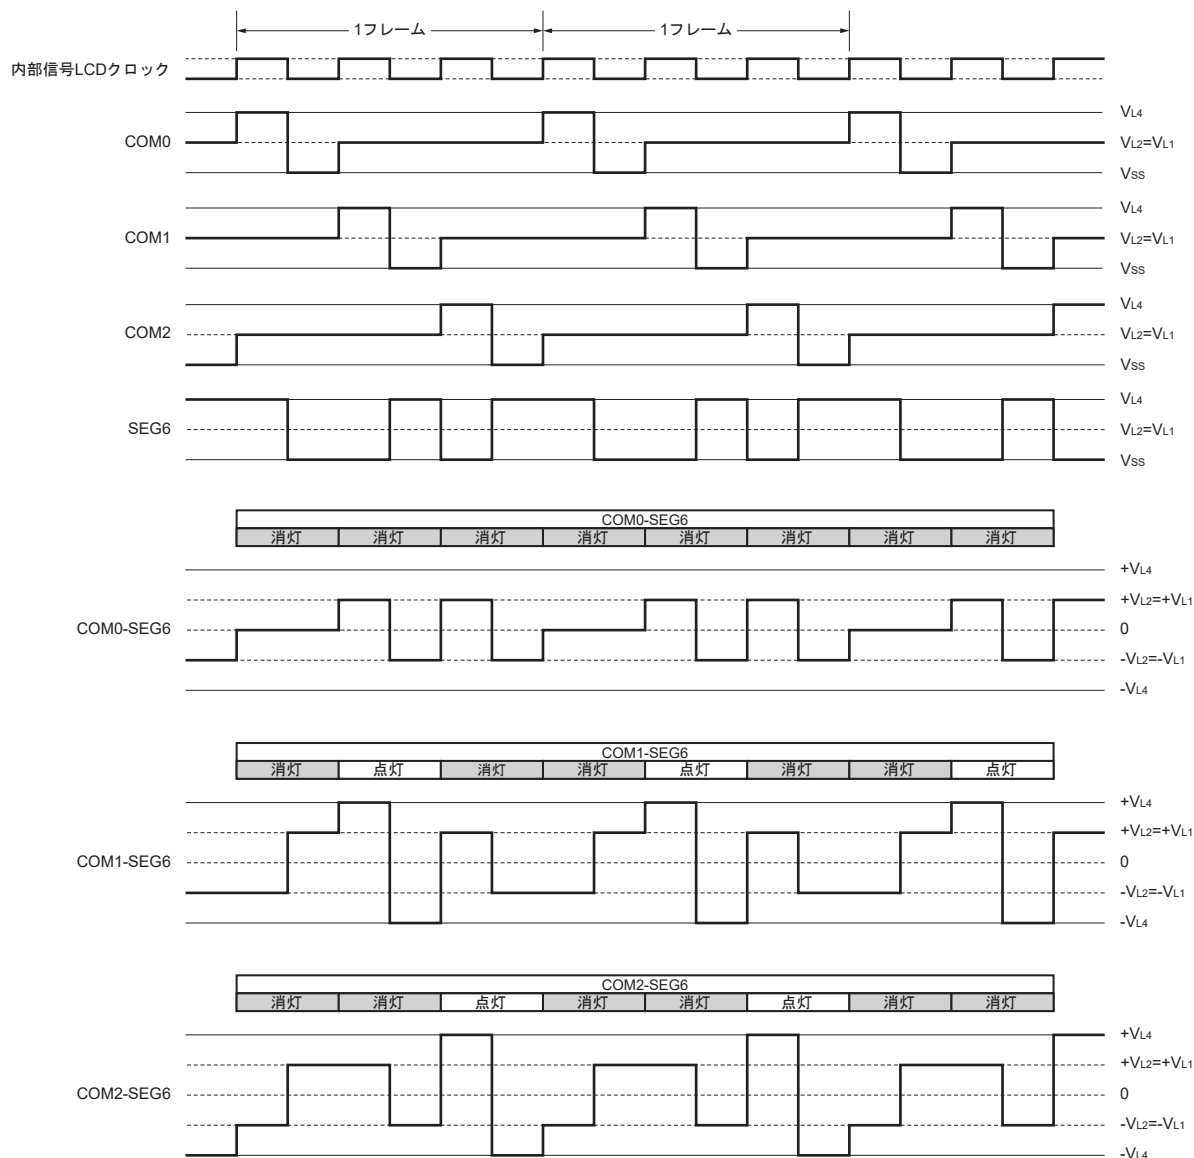 1フレーム 1フレーム
内部信号LCDクロック
VL4
COM0 VL2=VL1
VSS
VL4
COM1 VL2=VL1
VSS
VL4
COM2 VL2=VL1
VSS
VL4
SEG6 VL2=VL1
VSS
COM0-SEG6
消灯 消灯 消灯 消灯 消灯 消灯 消灯 消灯
+VL4
+VL2=+VL1
COM0-SEG6 0
-VL2=-VL1
-VL4
COM1-SEG6
消灯 点灯 消灯 消灯 点灯 消灯 消灯 点灯
+VL4
+VL2=+VL1
COM1-SEG6 0
-VL2=-VL1
-VL4
COM2-SEG6
消灯 消灯 点灯 消灯 消灯 点灯 消灯 消灯
+VL4
+VL2=+VL1
COM2-SEG6 0
-VL2=-VL1
-VL4